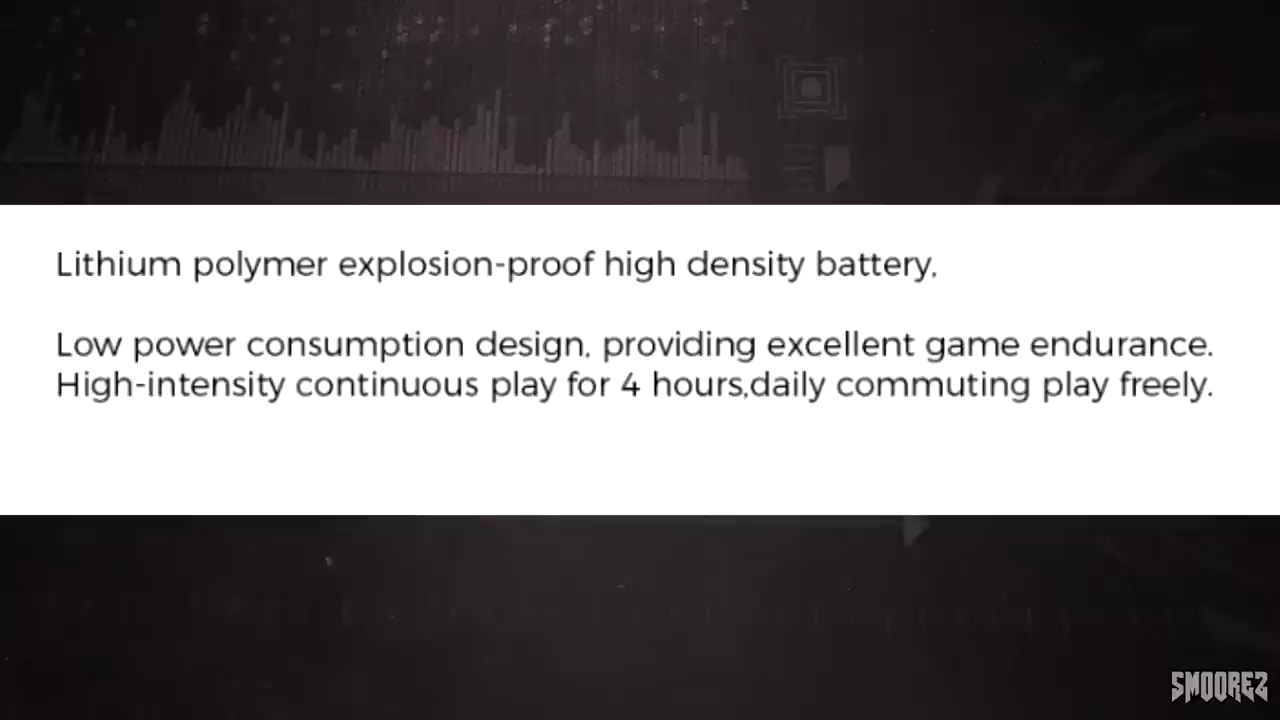 Lithium polymer explosion-proof high density battery,
Low power consumption design, providing excellent game endurance.
High-intensity continuous play for 4 hours,daily commuting play freely.
SMOOREZ